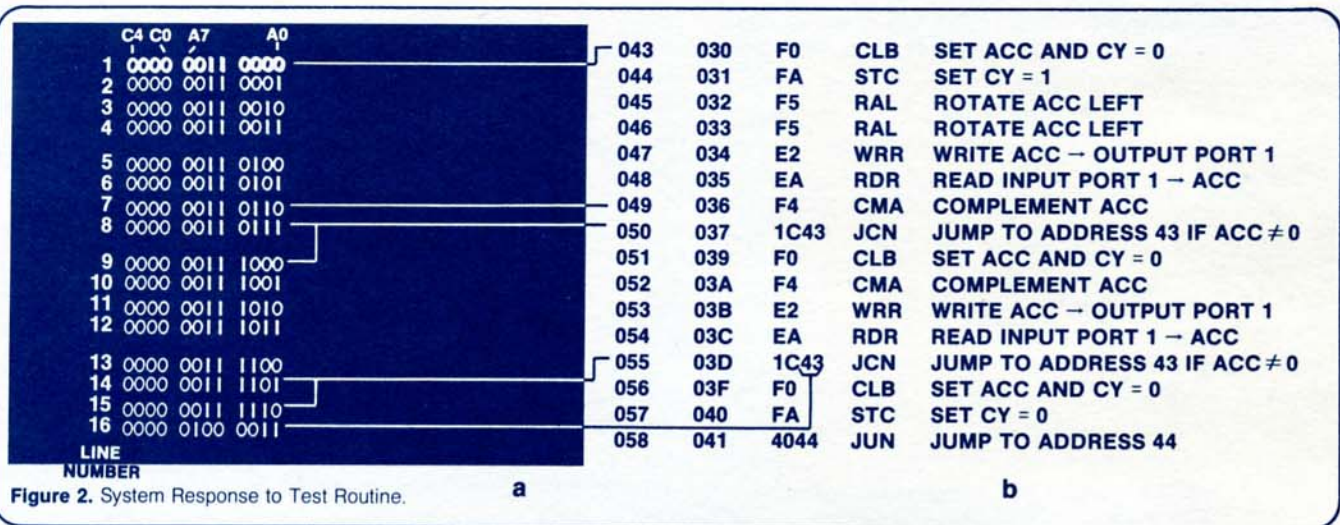 C4 C0 A7 A0
1 0000 0011 0000
2 0000 0011 0001
3 0000 0011 0010
4 0000 0011 0011
5 0000 0011 0100
6 0000 0011 0101
7 0000 0011 0110
8 0000 0011 0111
9 0000 0011 1000
10 0000 0011 1001
11 0000 0011 1010
12 0000 0011 1011
13 0000 0011 1100
14 0000 0011 1101
15 0000 0011 1110
16 0000 0100 0011
LINE
NUMBER
043 030 F0 CLB SET ACC AND CY = 0
044 031 FA STC SET CY = 1
045 032 F5 RAL ROTATE ACC LEFT
046 033 F5 RAL ROTATE ACC LEFT
047 034 E2 WRR WRITE ACC → OUTPUT PORT 1
048 035 EA RDR READ INPUT PORT 1 → ACC
049 036 F4 CMA COMPLEMENT ACC
050 037 1C43 JCN JUMP TO ADDRESS 43 IF ACC ≠ 0
051 039 F0 CLB SET ACC AND CY = 0
052 03A F4 CMA COMPLEMENT ACC
053 03B E2 WRR WRITE ACC → OUTPUT PORT 1
054 03C EA RDR READ INPUT PORT 1 → ACC
055 03D 1C43 JCN JUMP TO ADDRESS 43 IF ACC ≠ 0
056 03F F0 CLB SET ACC AND CY = 0
057 040 FA STC SET CY = 0
058 041 4044 JUN JUMP TO ADDRESS 44
Figure 2. System Response to Test Routine.
a
b